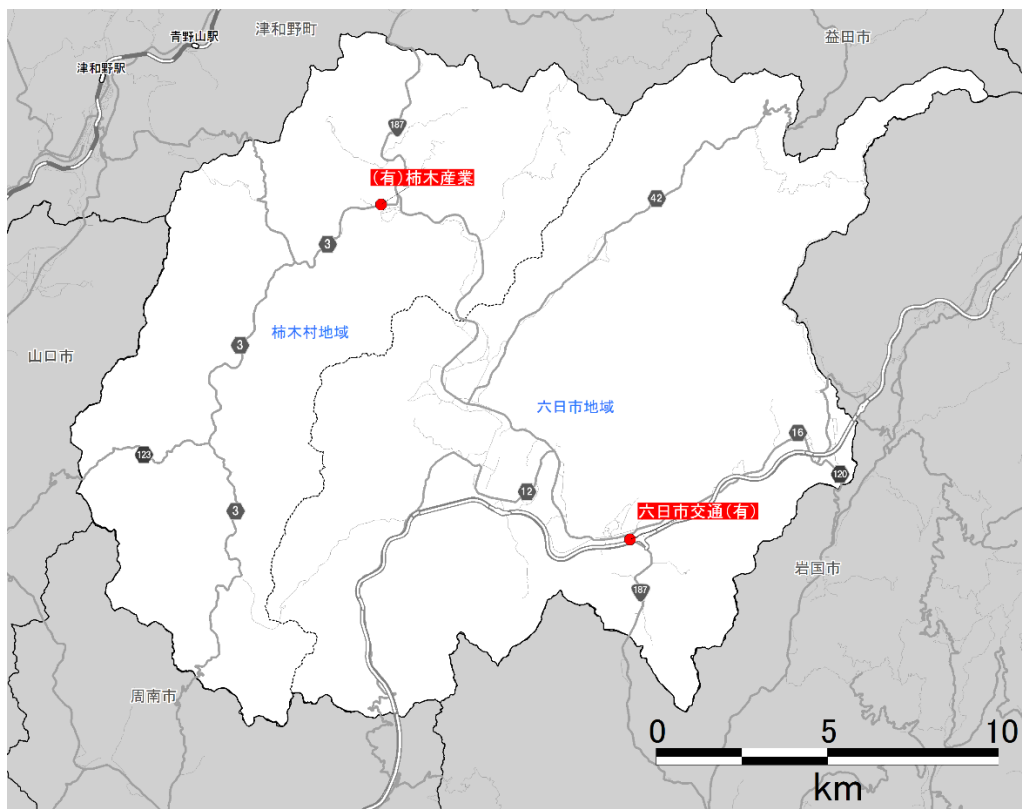 津和野町
青野山駅
益田市
津和野駅
187
(有)柿木産業
42
3
柿木村地域
3
山口市
六日市地域
16
123
120
12
3
六日市交通(有)
岩国市
187
周南市
0 5 10
km